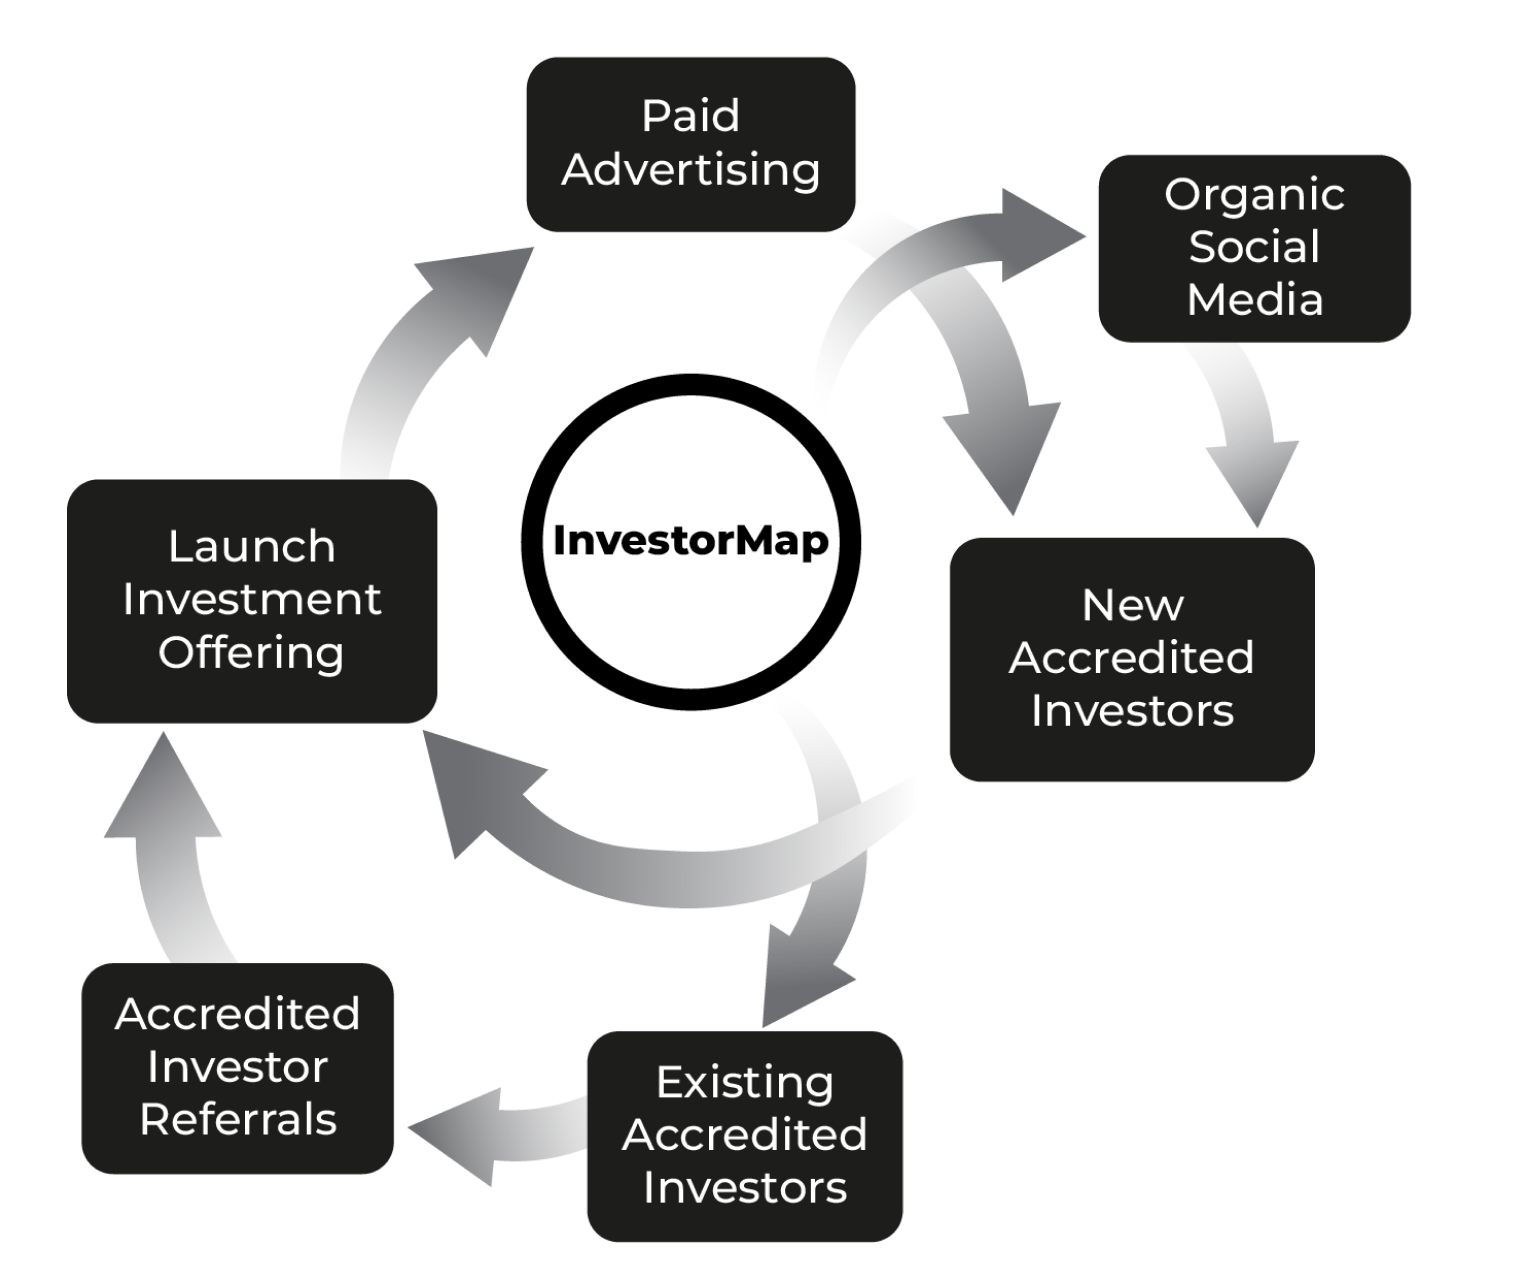 Paid
Advertising
Organic
Social
Media
InvestorMap
Launch
Investment
Offering
New
Accredited
Investors
Accredited
Investor
Referrals
Existing
Accredited
Investors